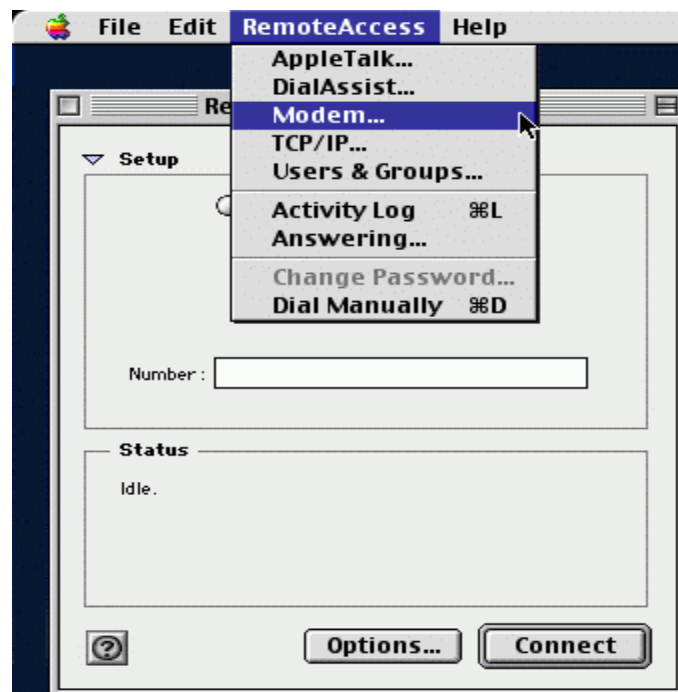 File Edit RemoteAccess Help
AppleTalk...
DialAssist...
Re
Modem...
TCP/IP...
Setup
Users & Groups...
Activity Log ⌘L
Answering...
Change Password...
Dial Manually ⌘D
Number:
Status
Idle.
? Options... Connect